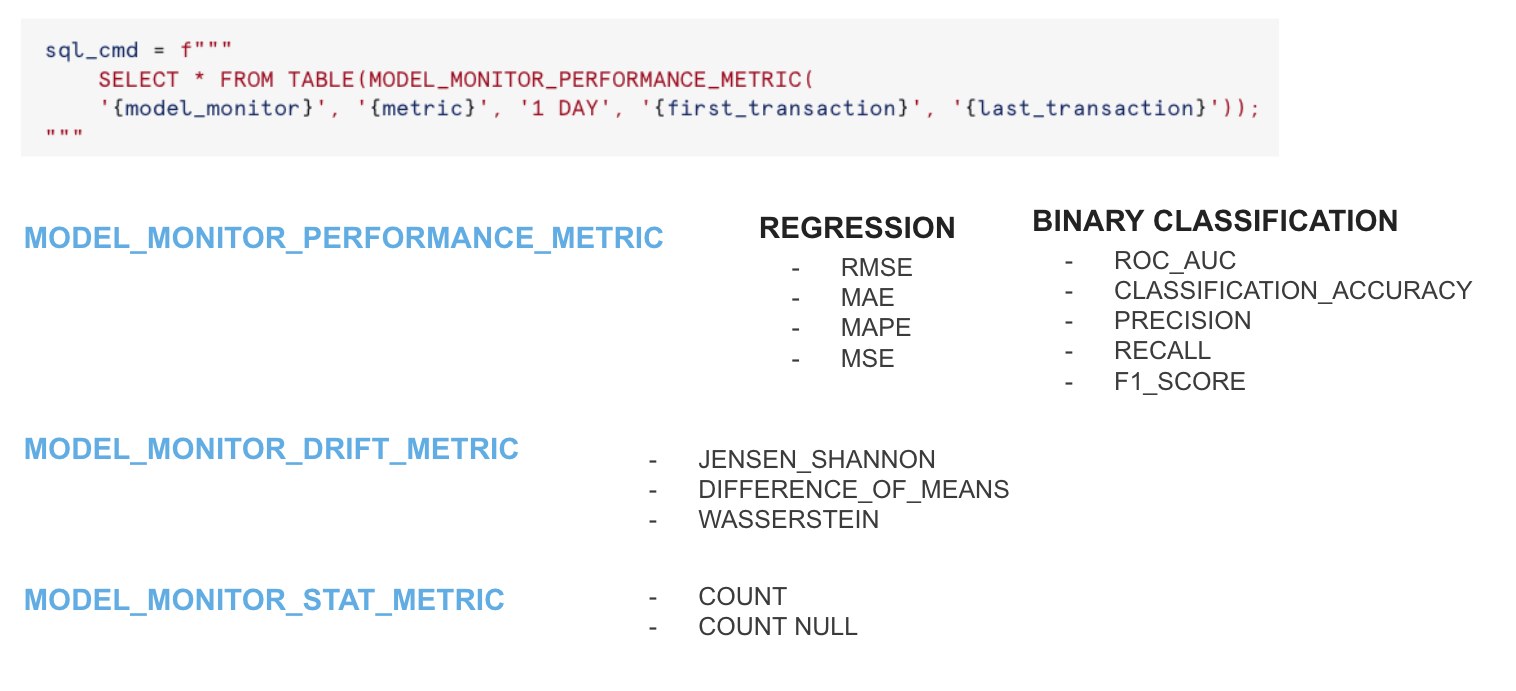 sql_cmd = f"""
    SELECT * FROM TABLE(MODEL_MONITOR_PERFORMANCE_METRIC(
    '{model_monitor}', '{metric}', '1 DAY', '{first_transaction}', '{last_transaction}'));
"""
MODEL_MONITOR_PERFORMANCE_METRIC
REGRESSION
- RMSE
- MAE
- MAPE
- MSE
BINARY CLASSIFICATION
- ROC_AUC
- CLASSIFICATION_ACCURACY
- PRECISION
- RECALL
- F1_SCORE
MODEL_MONITOR_DRIFT_METRIC
- JENSEN_SHANNON
- DIFFERENCE_OF_MEANS
- WASSERSTEIN
MODEL_MONITOR_STAT_METRIC
- COUNT
- COUNT NULL